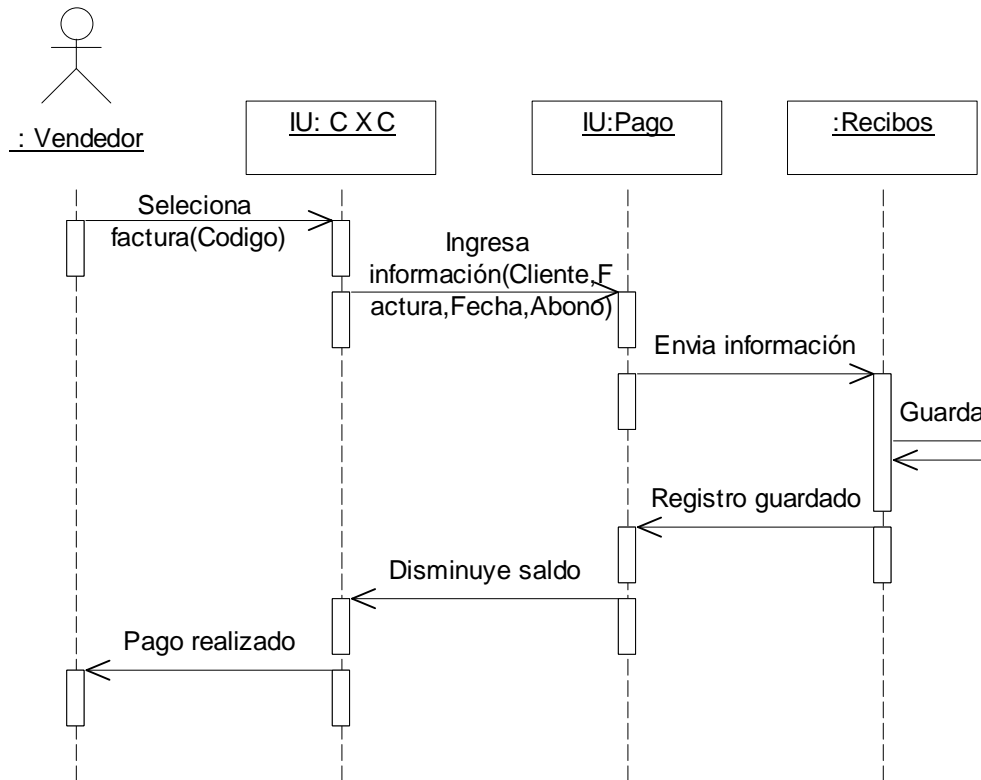 : Vendedor
IU: C X C
IU:Pago
:Recibos
Seleciona
factura(Codigo)
Ingresa
información(Cliente,F
actura,Fecha,Abono)
Envia información
Guarda
Registro guardado
Disminuye saldo
Pago realizado